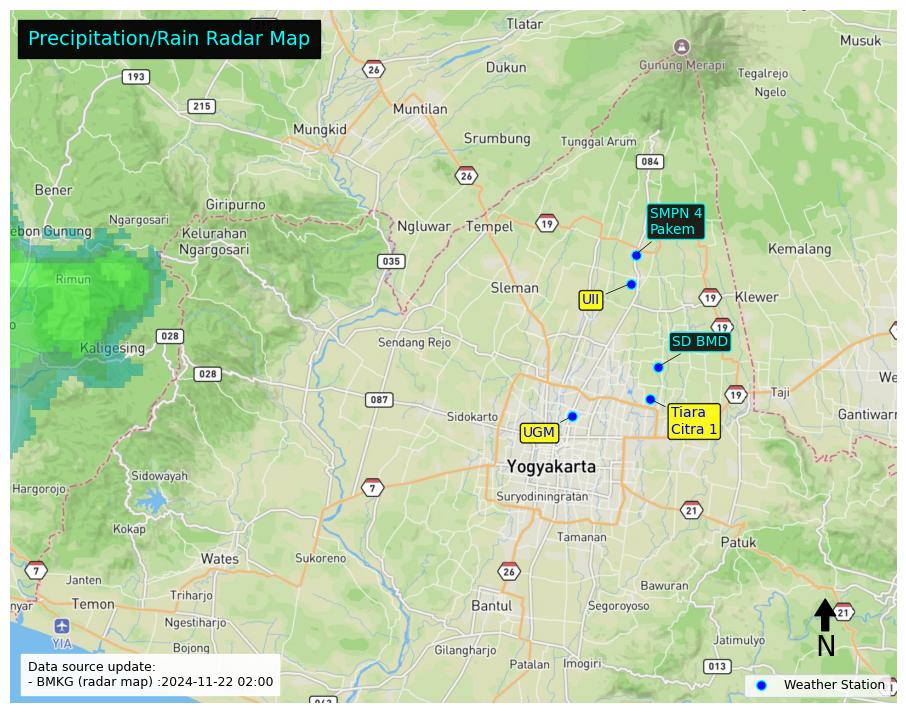 Precipitation/Rain Radar Map
Tlatar
Musuk
26
Gunung Merapi
193
Dukun
Tegalrejo
Ngelo
215
Muntilan
Mungkid
Srumbung
Tunggal Arum
084
26
Bener
Giripurno
SMPN 4
Pakem
Ngargosari
ebon Gunung
Kelurahan
Ngargosari
Ngluwar
Tempel
19
Kemalang
035
Rimun
Sleman
UII
19
Klewer
19
028
Kaligesing
Sendang Rejo
SD BMD
028
We
087
19
Taji
Sidokarto
Tiara
Citra 1
Gantiwarn
UGM
Yogyakarta
Sidowayah
Hargorojo
7
Suryodiningratan
21
Kokap
Tamanan
Patuk
Wates
Sukoreno
7
26
Janten
Bawuran
Triharjo
nyar
Temon
Bantul
Segoroyoso
21
Ngestiharjo
YIA
Jatimulyo
N
Bojong
Gilangharjo
Patalan
Imogiri
013
Data source update:
- BMKG (radar map) :2024-11-22 02:00
Weather Station